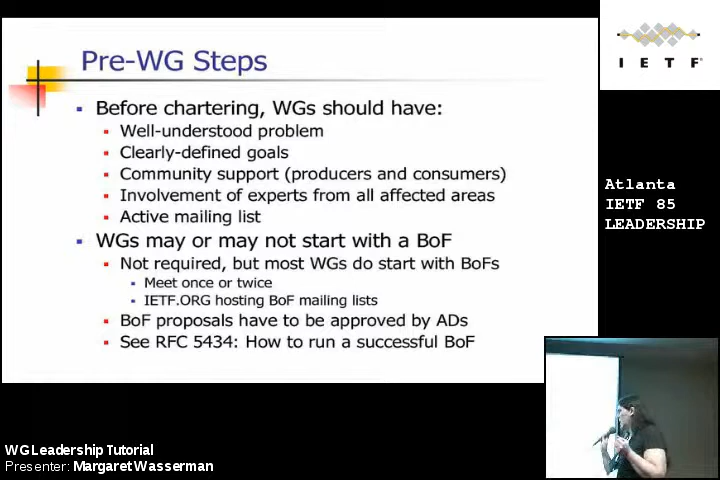 Pre-WG Steps
Before chartering, WGs should have:
Well-understood problem
Clearly-defined goals
Community support (producers and consumers)
Involvement of experts from all affected areas
Active mailing list
WGs may or may not start with a BoF
Not required, but most WGs do start with BoFs
Meet once or twice
IETF.ORG hosting BoF mailing lists
BoF proposals have to be approved by ADs
See RFC 5434: How to run a successful BoF
I E T F®
Atlanta
IETF 85
LEADERSHIP
WG Leadership Tutorial
Presenter: Margaret Wasserman